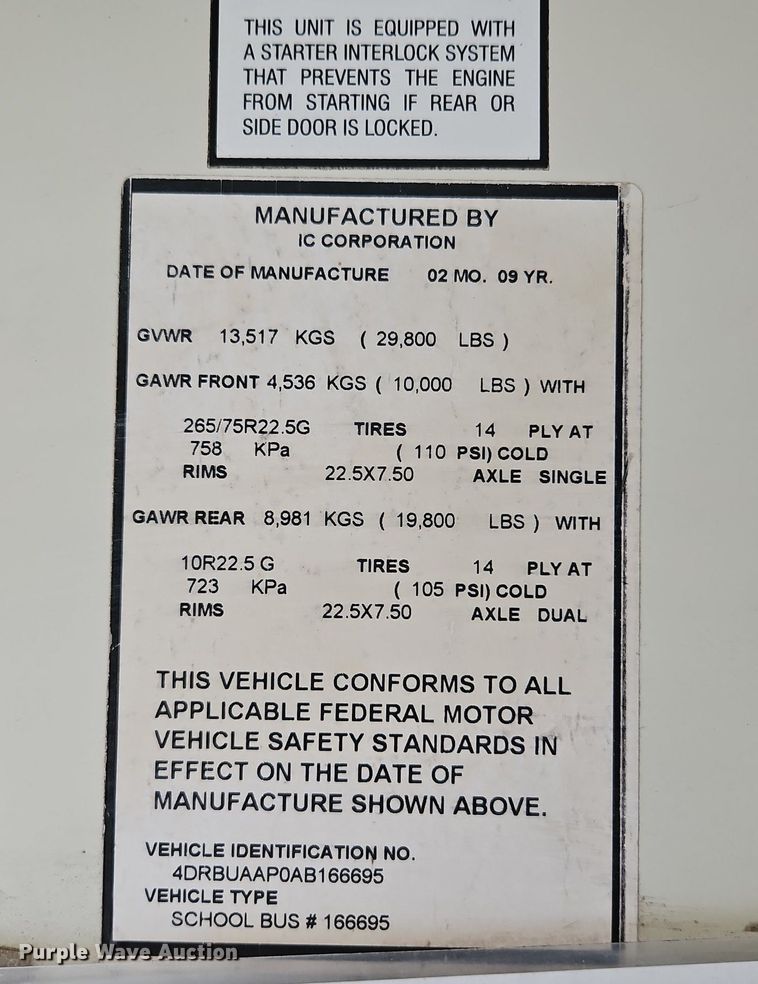 THIS UNIT IS EQUIPPED WITH
A STARTER INTERLOCK SYSTEM
THAT PREVENTS THE ENGINE
FROM STARTING IF REAR OR
SIDE DOOR IS LOCKED.
MANUFACTURED BY
IC CORPORATION
DATE OF MANUFACTURE 02 MO. 09 YR.
GVWR 13,517 KGS ( 29,800 LBS )
GAWR FRONT 4,536 KGS ( 10,000 LBS ) WITH
265/75R22.5G TIRES 14 PLY AT
758 KPa ( 110 PSI) COLD
RIMS 22.5X7.50 AXLE SINGLE
GAWR REAR 8,981 KGS ( 19,800 LBS ) WITH
10R22.5 G TIRES 14 PLY AT
723 KPa ( 105 PSI) COLD
RIMS 22.5X7.50 AXLE DUAL
THIS VEHICLE CONFORMS TO ALL
APPLICABLE FEDERAL MOTOR
VEHICLE SAFETY STANDARDS IN
EFFECT ON THE DATE OF
MANUFACTURE SHOWN ABOVE.
VEHICLE IDENTIFICATION NO.
4DRBUAAP0AB166695
VEHICLE TYPE
SCHOOL BUS # 166695
Purple Wave Auction